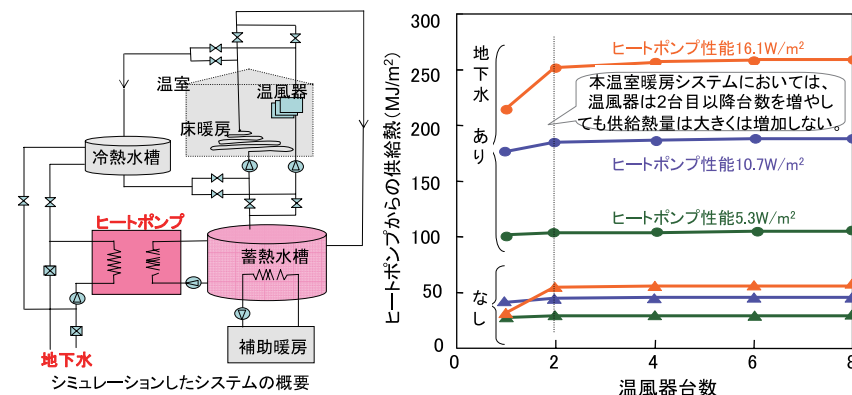 温室
温風器
床暖房
冷熱水槽
ヒートポンプ
蓄熱水槽
補助暖房
地下水
シミュレーションしたシステムの概要
ヒートポンプからの供給熱(MJ/m²)
300
250
200
150
100
50
0
地下水あり
なし
ヒートポンプ性能16.1W/m²
本温室暖房システムにおいては、
温風器は2台目以降台数を増やし
ても供給熱量は大きくは増加しない。
ヒートポンプ性能10.7W/m²
ヒートポンプ性能5.3W/m²
0 2 4 6 8
温風器台数